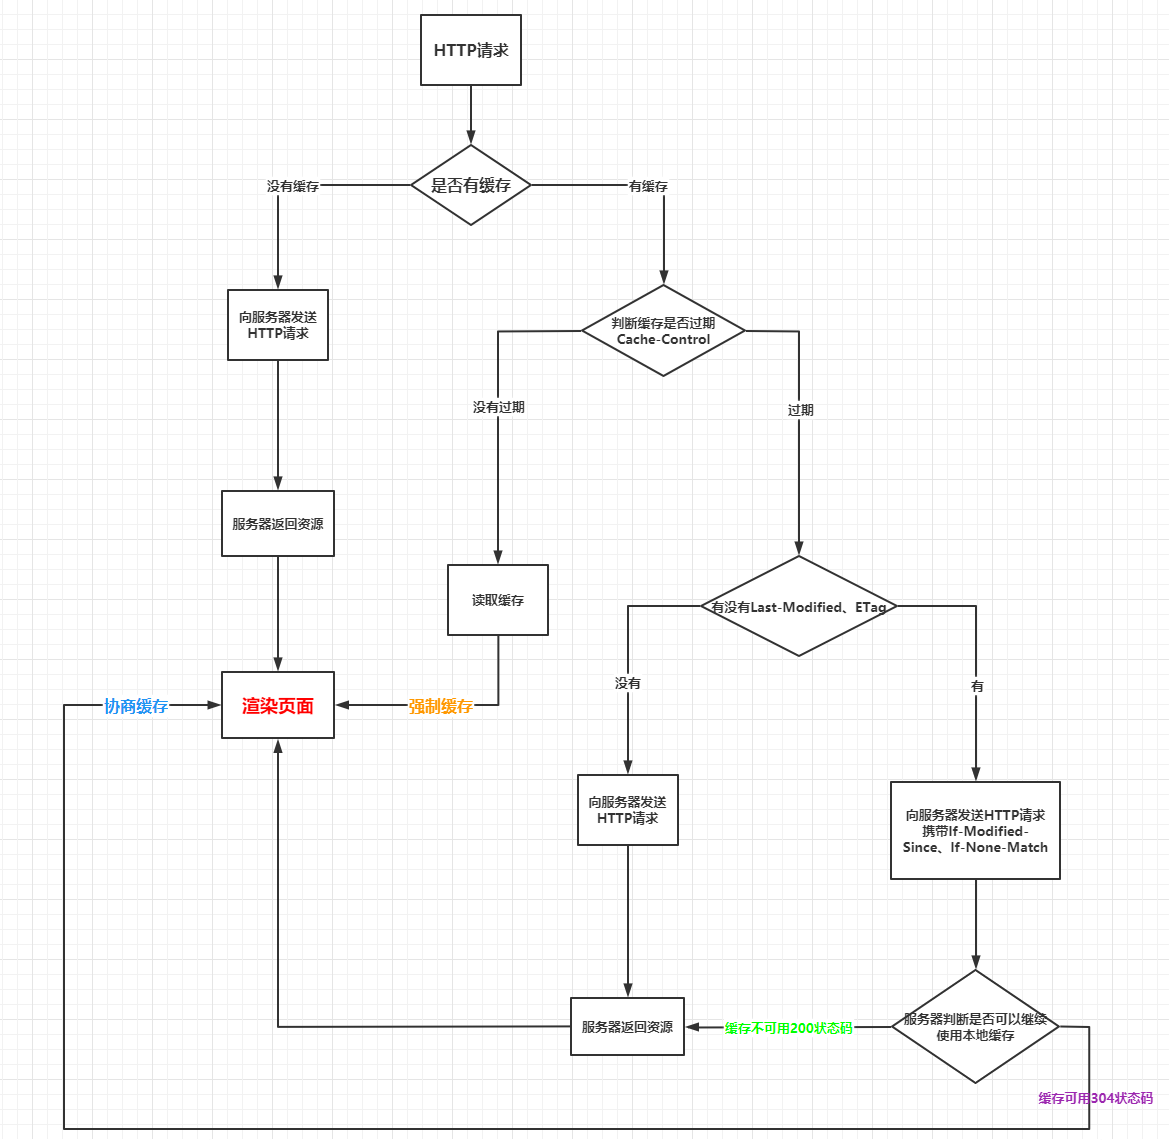 HTTP请求
是否有缓存
没有缓存
有缓存
向服务器发送
HTTP请求
判断缓存是否过期
Cache-Control
没有过期
过期
服务器返回资源
读取缓存
有没有Last-Modified、ETag
没有
有
协商缓存
渲染页面
强制缓存
向服务器发送
HTTP请求
向服务器发送HTTP请求
携带If-Modified-
Since、If-None-Match
服务器返回资源
缓存不可用200状态码
服务器判断是否可以继续
使用本地缓存
缓存可用304状态码